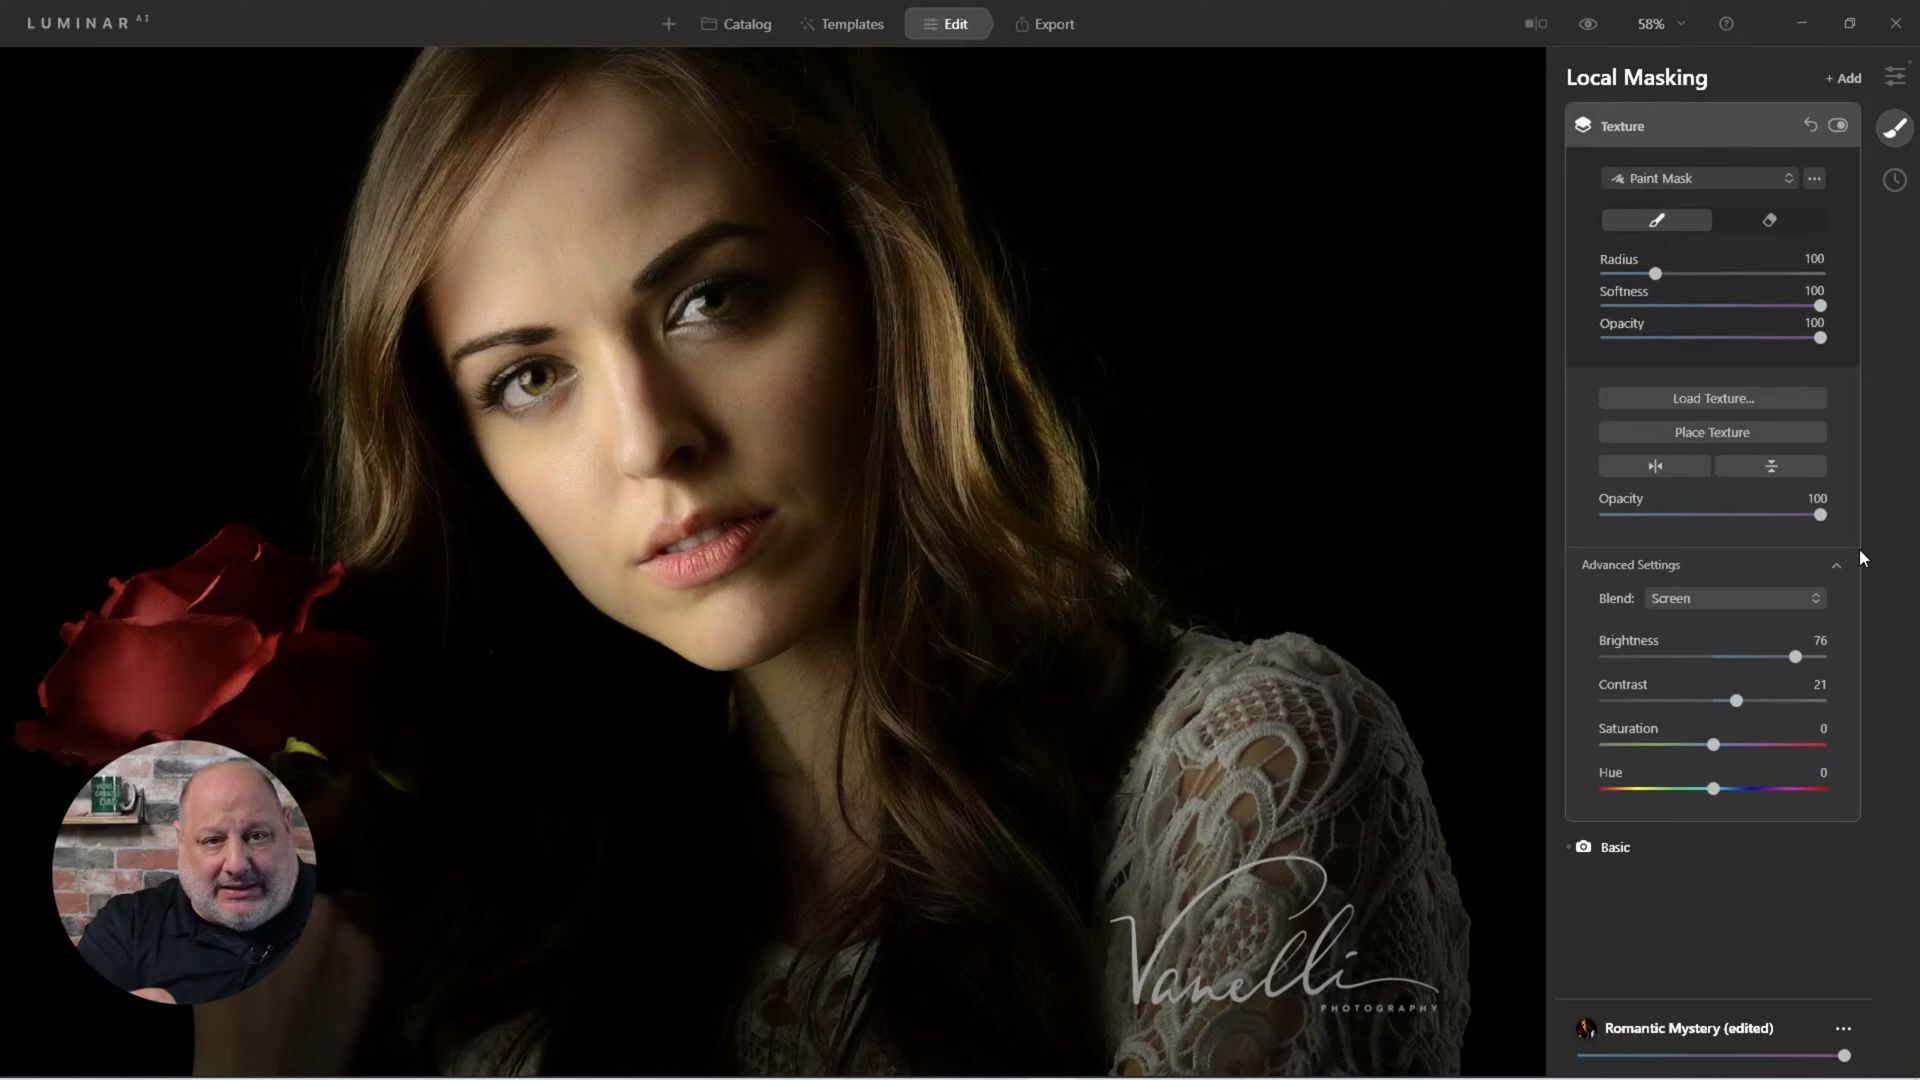 LUMINAR AI
Catalog
Templates
Edit
Export
58%
Local Masking
+ Add
Texture
Paint Mask
Radius 100
Softness 100
Opacity 100
Load Texture...
Place Texture
Opacity 100
Advanced Settings
Blend: Screen
Brightness 76
Contrast 21
Saturation 0
Hue 0
Basic
Vanelli
PHOTOGRAPHY
Romantic Mystery (edited)